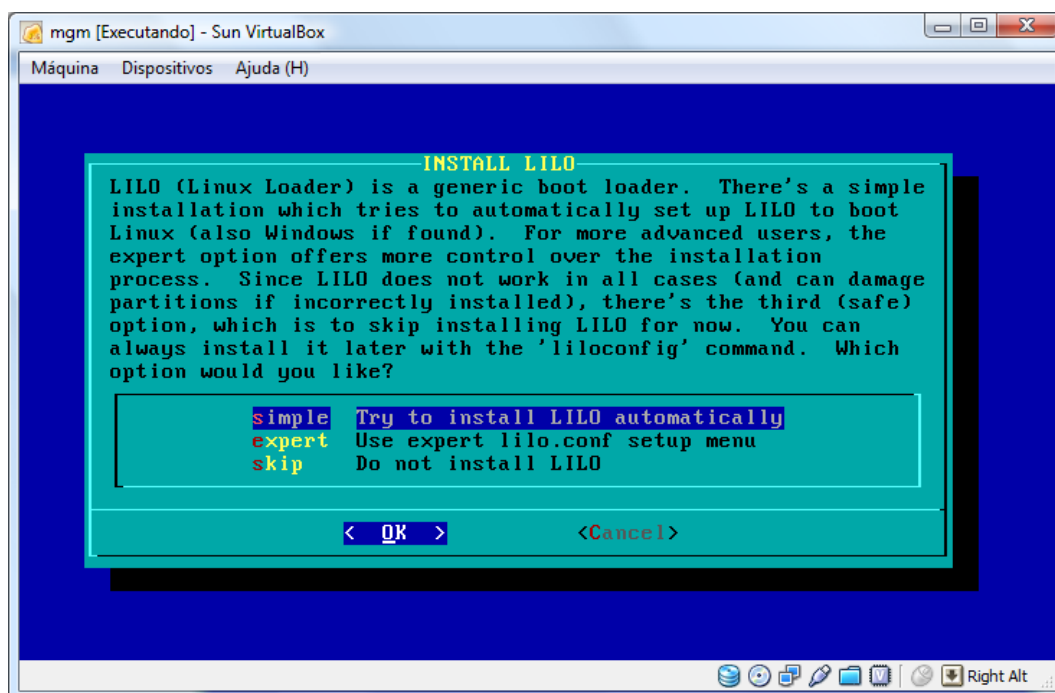 mgm [Executando] - Sun VirtualBox
Máquina Dispositivos Ajuda (H)
INSTALL LILO
LILO (Linux Loader) is a generic boot loader. There's a simple
installation which tries to automatically set up LILO to boot
Linux (also Windows if found). For more advanced users, the
expert option offers more control over the installation
process. Since LILO does not work in all cases (and can damage
partitions if incorrectly installed), there's the third (safe)
option, which is to skip installing LILO for now. You can
always install it later with the 'liloconfig' command. Which
option would you like?
simple Try to install LILO automatically
expert Use expert lilo.conf setup menu
skip Do not install LILO
< OK > <Cancel>
Right Alt